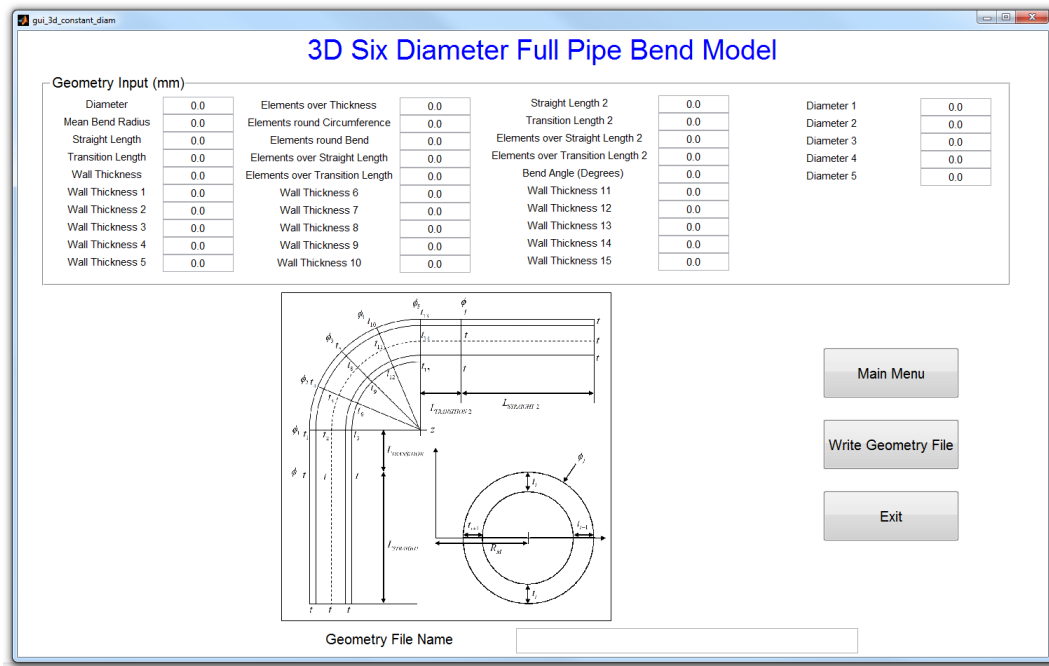 gui_3d_constant_diam
3D Six Diameter Full Pipe Bend Model
Geometry Input (mm)
Diameter 0.0
Mean Bend Radius 0.0
Straight Length 0.0
Transition Length 0.0
Wall Thickness 0.0
Wall Thickness 1 0.0
Wall Thickness 2 0.0
Wall Thickness 3 0.0
Wall Thickness 4 0.0
Wall Thickness 5 0.0
Elements over Thickness 0.0
Elements round Circumference 0.0
Elements round Bend 0.0
Elements over Straight Length 0.0
Elements over Transition Length 0.0
Wall Thickness 6 0.0
Wall Thickness 7 0.0
Wall Thickness 8 0.0
Wall Thickness 9 0.0
Wall Thickness 10 0.0
Straight Length 2 0.0
Transition Length 2 0.0
Elements over Straight Length 2 0.0
Elements over Transition Length 2 0.0
Bend Angle (Degrees) 0.0
Wall Thickness 11 0.0
Wall Thickness 12 0.0
Wall Thickness 13 0.0
Wall Thickness 14 0.0
Wall Thickness 15 0.0
Diameter 1 0.0
Diameter 2 0.0
Diameter 3 0.0
Diameter 4 0.0
Diameter 5 0.0
ϕ
t
t
t
t
t
L TRANSITION 2
L STRAIGHT 2
z
L TRANSITION
L STRAIGHT
ϕ t
t t t
ϕ j
t i
t i+1
t i−1
R M
t i
Main Menu
Write Geometry File
Exit
Geometry File Name